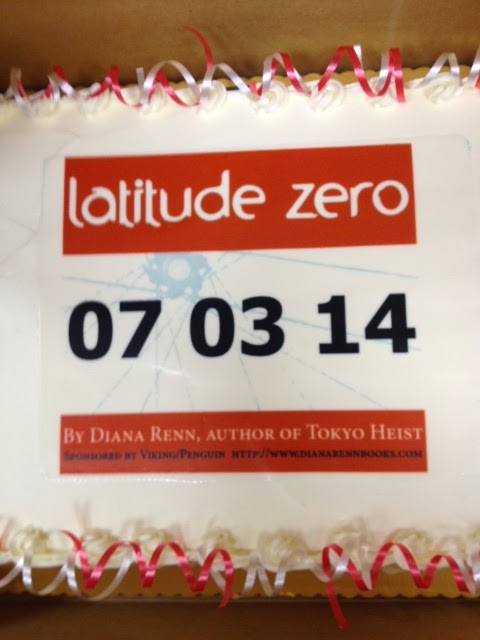 latitude zero
07 03 14
By Diana Renn, author of Tokyo Heist
Sponsored by Viking/Penguin http://www.dianarennbooks.com